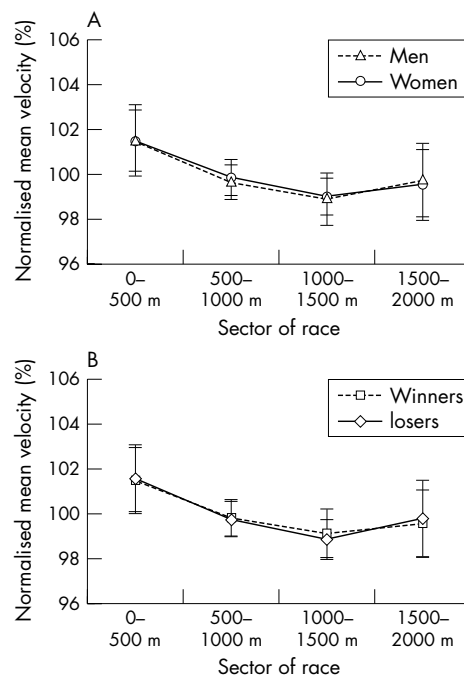 A
Normalised mean velocity (%)
106
104
102
100
98
96
Men
Women
0–
500 m
500–
1000 m
1000–
1500 m
1500–
2000 m
Sector of race
B
Normalised mean velocity (%)
106
104
102
100
98
96
Winners
losers
0–
500 m
500–
1000 m
1000–
1500 m
1500–
2000 m
Sector of race